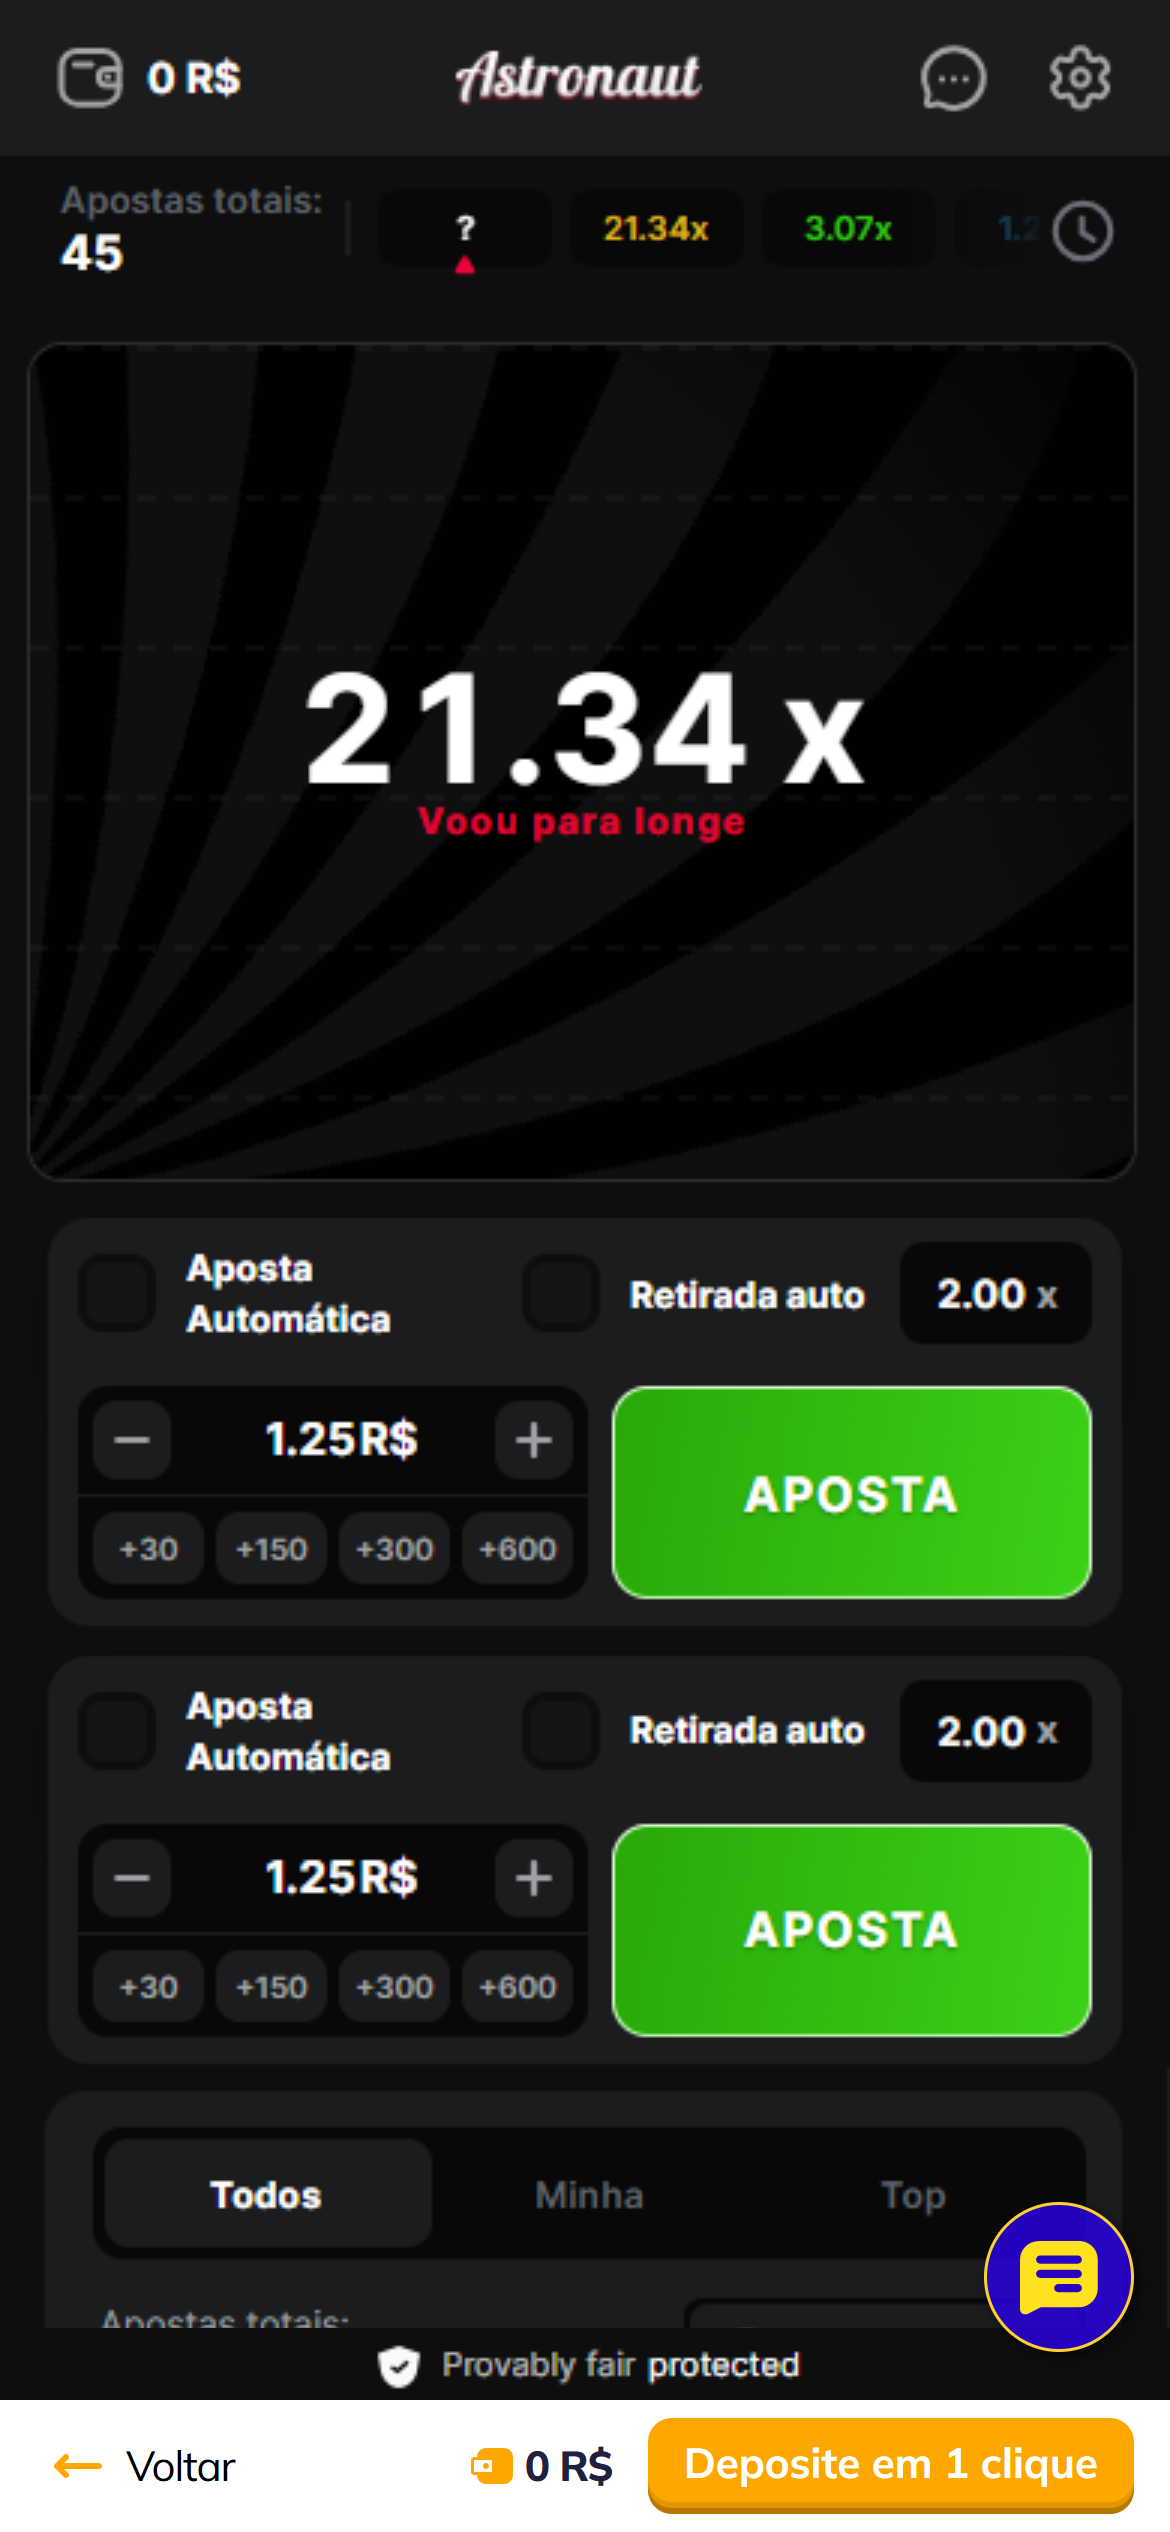 0 R$
Astronaut
Apostas totais:
45
?
21.34x
3.07x
1.2
21.34 x
Voou para longe
Aposta
Automática
Retirada auto
2.00 x
1.25R$
+30
+150
+300
+600
APOSTA
Aposta
Automática
Retirada auto
2.00 x
1.25R$
+30
+150
+300
+600
APOSTA
Todos
Minha
Top
Apostas totais:
Provably fair protected
Voltar
0 R$
Deposite em 1 clique